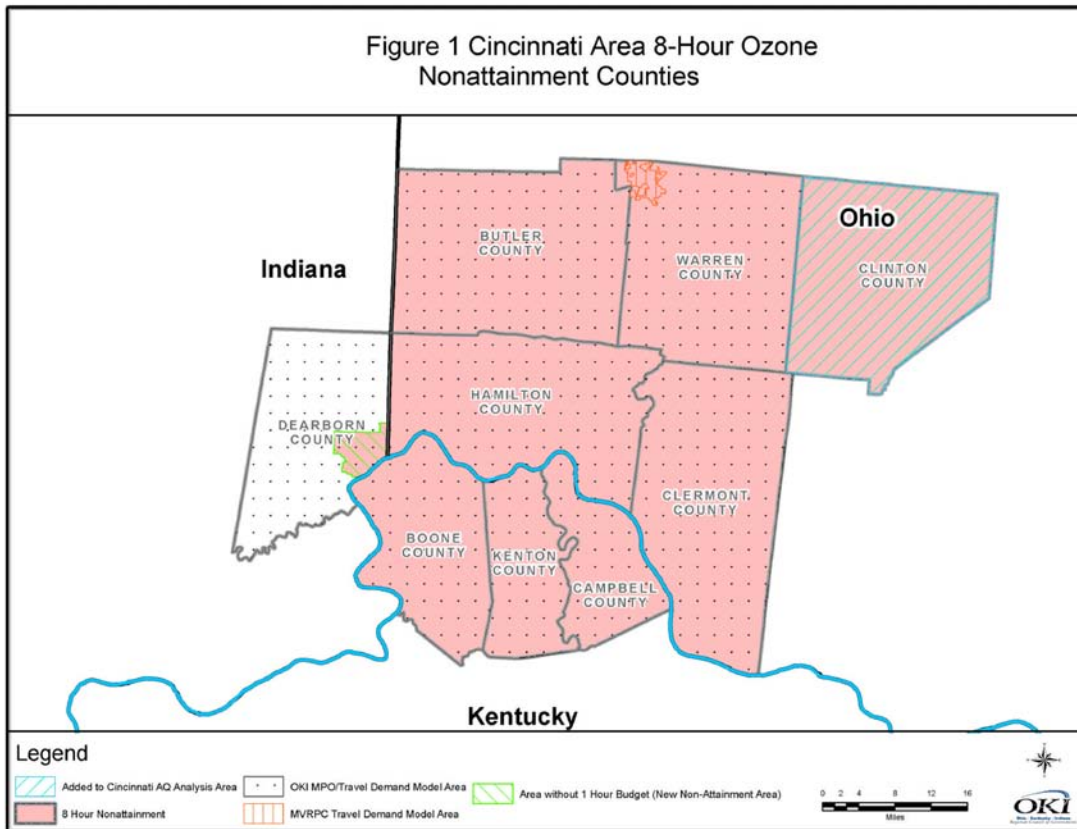 Figure 1 Cincinnati Area 8-Hour Ozone
Nonattainment Counties
Ohio
BUTLER
COUNTY
WARREN
COUNTY
CLINTON
COUNTY
Indiana
HAMILTON
COUNTY
DEARBORN
COUNTY
CLERMONT
COUNTY
BOONE
COUNTY
KENTON
COUNTY
CAMPBELL
COUNTY
Kentucky
Legend
Added to Cincinnati AQ Analysis Area
OKI MPO/Travel Demand Model Area
Area without 1 Hour Budget (New Non-Attainment Area)
8 Hour Nonattainment
MVRPC Travel Demand Model Area
0 2 4 8 12 16
Miles
OKI
Ohio Kentucky Indiana